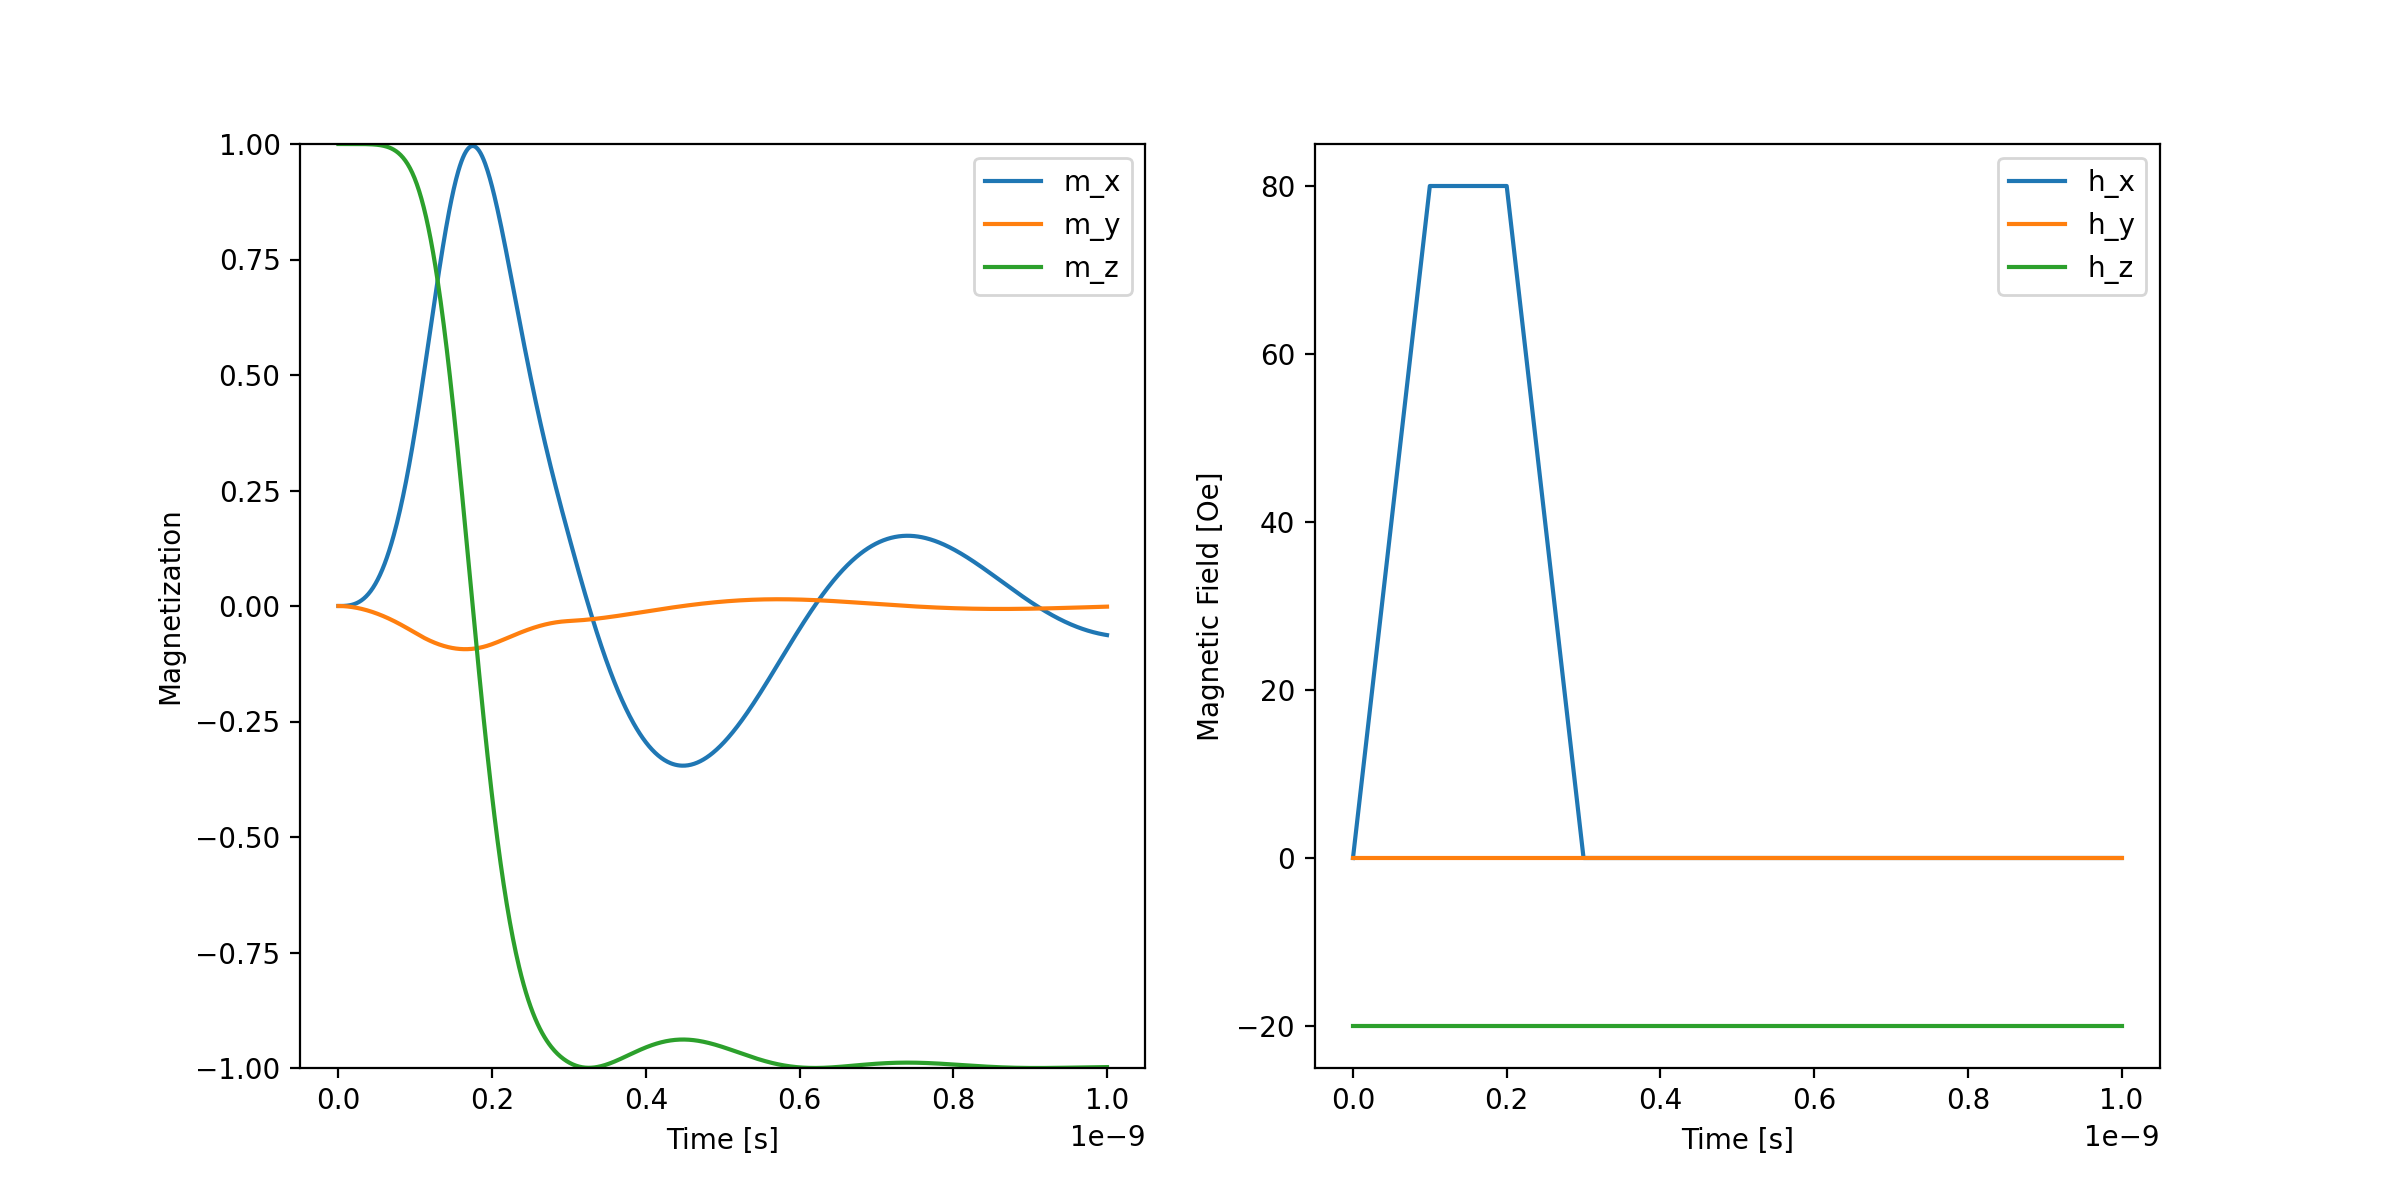 1.00
0.75
0.50
0.25
0.00
−0.25
−0.50
−0.75
−1.00
Magnetization
0.0 0.2 0.4 0.6 0.8 1.0
1e−9
Time [s]
m_x
m_y
m_z
80
60
40
20
0
−20
Magnetic Field [Oe]
0.0 0.2 0.4 0.6 0.8 1.0
1e−9
Time [s]
h_x
h_y
h_z